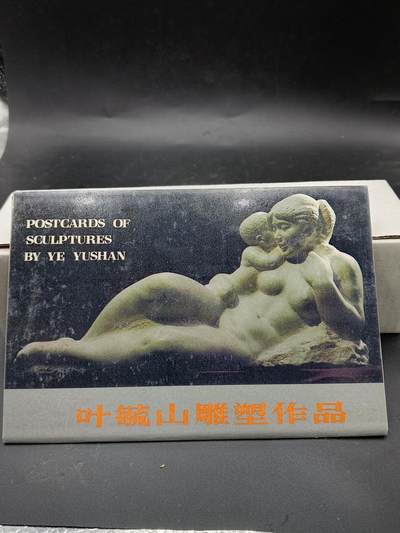 POSTCARDS OF
SCULPTURES
BY YE YUSHAN
叶毓山雕塑作品